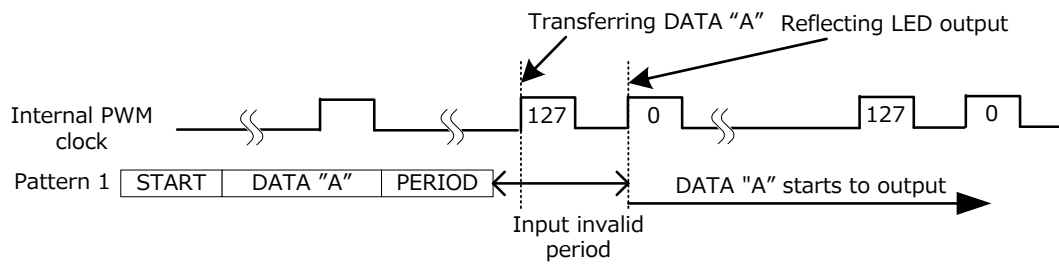 Transferring DATA “A”
Reflecting LED output
Internal PWM
clock
127
0
127
0
Pattern 1
START
DATA ”A”
PERIOD
DATA "A" starts to output
Input invalid
period